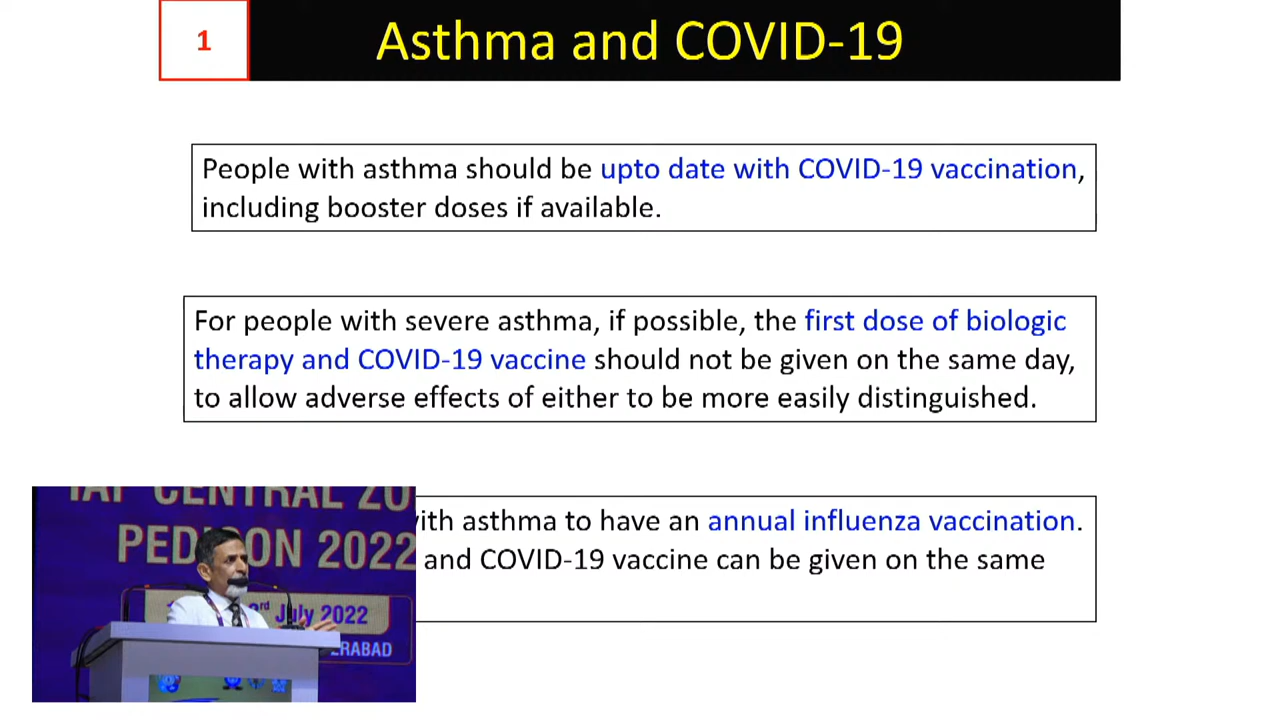 1
Asthma and COVID-19
People with asthma should be upto date with COVID-19 vaccination,
including booster doses if available.
For people with severe asthma, if possible, the first dose of biologic
therapy and COVID-19 vaccine should not be given on the same day,
to allow adverse effects of either to be more easily distinguished.
with asthma to have an annual influenza vaccination.
and COVID-19 vaccine can be given on the same
CENTRAL
2022
July 2022